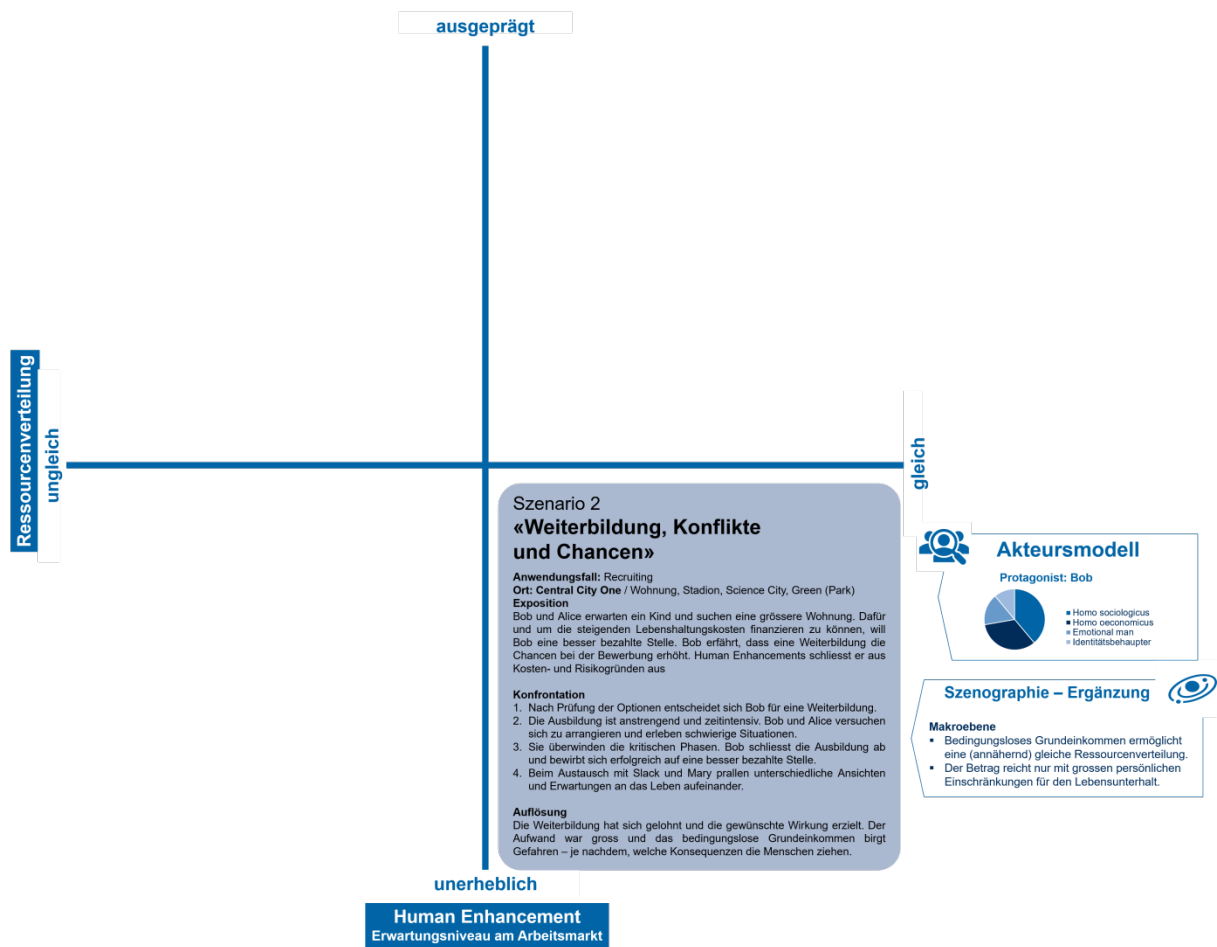 ausgeprägt
Ressourcenverteilung
ungleich
gleich
Szenario 2
«Weiterbildung, Konflikte
und Chancen»
Anwendungsfall: Recruiting
Ort: Central City One / Wohnung, Stadion, Science City, Green (Park)
Exposition
Bob und Alice erwarten ein Kind und suchen eine grössere Wohnung. Dafür
und um die steigenden Lebenshaltungskosten finanzieren zu können, will
Bob eine besser bezahlte Stelle. Bob erfährt, dass eine Weiterbildung die
Chancen bei der Bewerbung erhöht. Human Enhancements schliesst er aus
Kosten- und Risikogründen aus
Konfrontation
1. Nach Prüfung der Optionen entscheidet sich Bob für eine Weiterbildung.
2. Die Ausbildung ist anstrengend und zeitintensiv. Bob und Alice versuchen
sich zu arrangieren und erleben schwierige Situationen.
3. Sie überwinden die kritischen Phasen. Bob schliesst die Ausbildung ab
und bewirbt sich erfolgreich auf eine besser bezahlte Stelle.
4. Beim Austausch mit Slack und Mary prallen unterschiedliche Ansichten
und Erwartungen an das Leben aufeinander.
Auflösung
Die Weiterbildung hat sich gelohnt und die gewünschte Wirkung erzielt. Der
Aufwand war gross und das bedingungslose Grundeinkommen birgt
Gefahren – je nachdem, welche Konsequenzen die Menschen ziehen.
Akteursmodell
Protagonist: Bob
▪ Homo sociologicus
▪ Homo oeconomicus
▪ Emotional man
▪ Identitätsbehaupter
Szenographie – Ergänzung
Makroebene
▪ Bedingungsloses Grundeinkommen ermöglicht
eine (annähernd) gleiche Ressourcenverteilung.
▪ Der Betrag reicht nur mit grossen persönlichen
Einschränkungen für den Lebensunterhalt.
unerheblich
Human Enhancement
Erwartungsniveau am Arbeitsmarkt